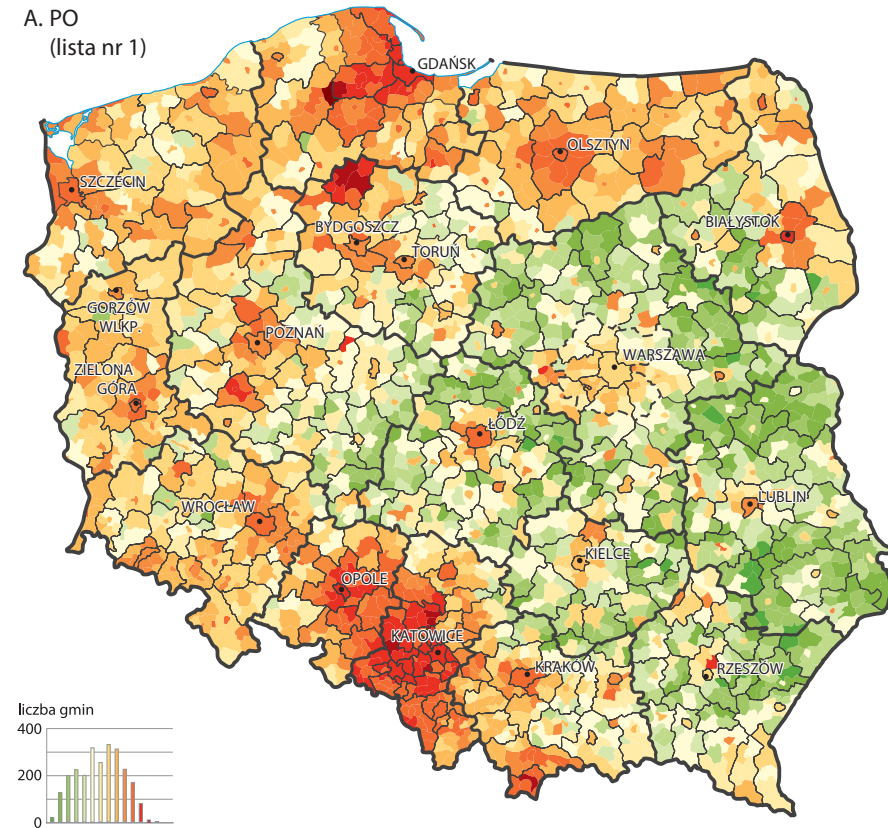 A. PO
(lista nr 1)
GDAŃSK
OLSZTYN
SZCZECIN
BIAŁYSTOK
BYDGOSZCZ
TORUŃ
GORZÓW
WLKP.
POZNAŃ
WARSZAWA
ZIELONA
GÓRA
ŁÓDŹ
LUBLIN
WROCŁAW
KIELCE
OPOLE
KATOWICE
KRAKÓW
RZESZÓW
liczba gmin
400
200
0